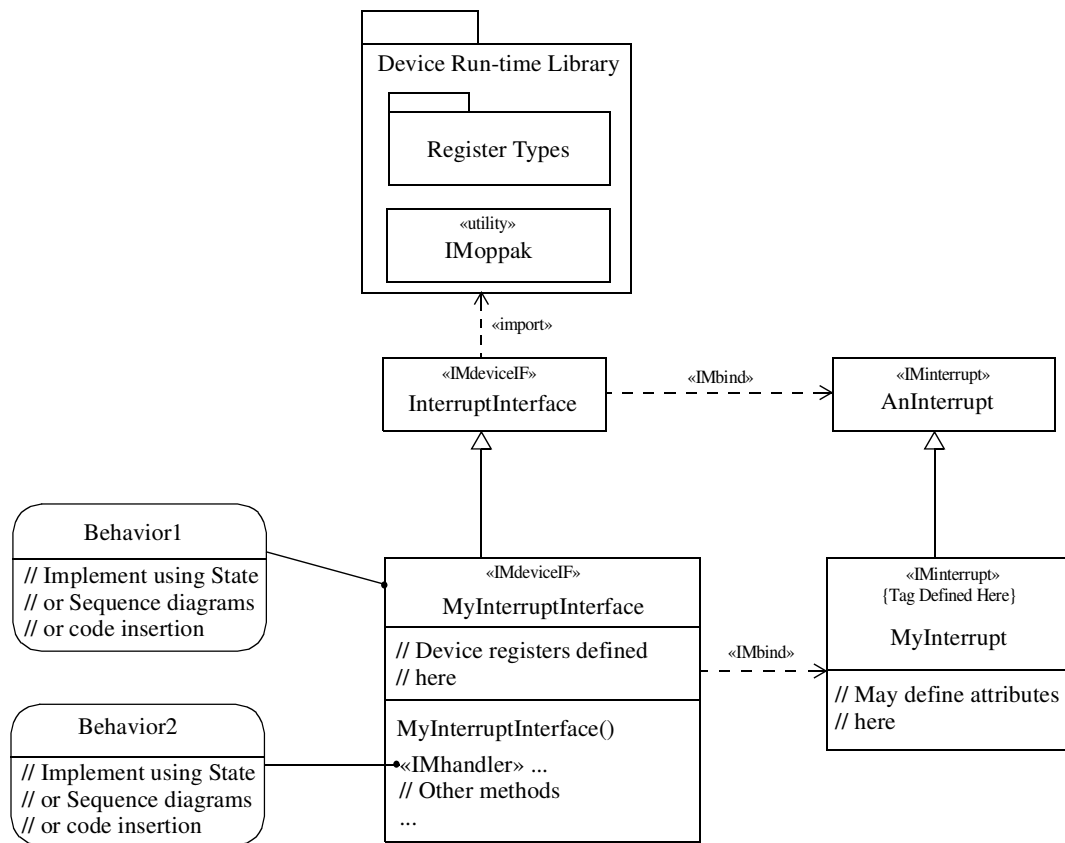 Device Run-time Library
Register Types
«utility»
IMoppak
«import»
«IMdeviceIF»
InterruptInterface
«IMbind»
«IMinterrupt»
AnInterrupt
Behavior1
// Implement using State
// or Sequence diagrams
// or code insertion
«IMdeviceIF»
MyInterruptInterface
// Device registers defined
// here
MyInterruptInterface()
«IMhandler» ...
// Other methods
...
«IMbind»
«IMinterrupt»
{Tag Defined Here}
MyInterrupt
// May define attributes
// here
Behavior2
// Implement using State
// or Sequence diagrams
// or code insertion